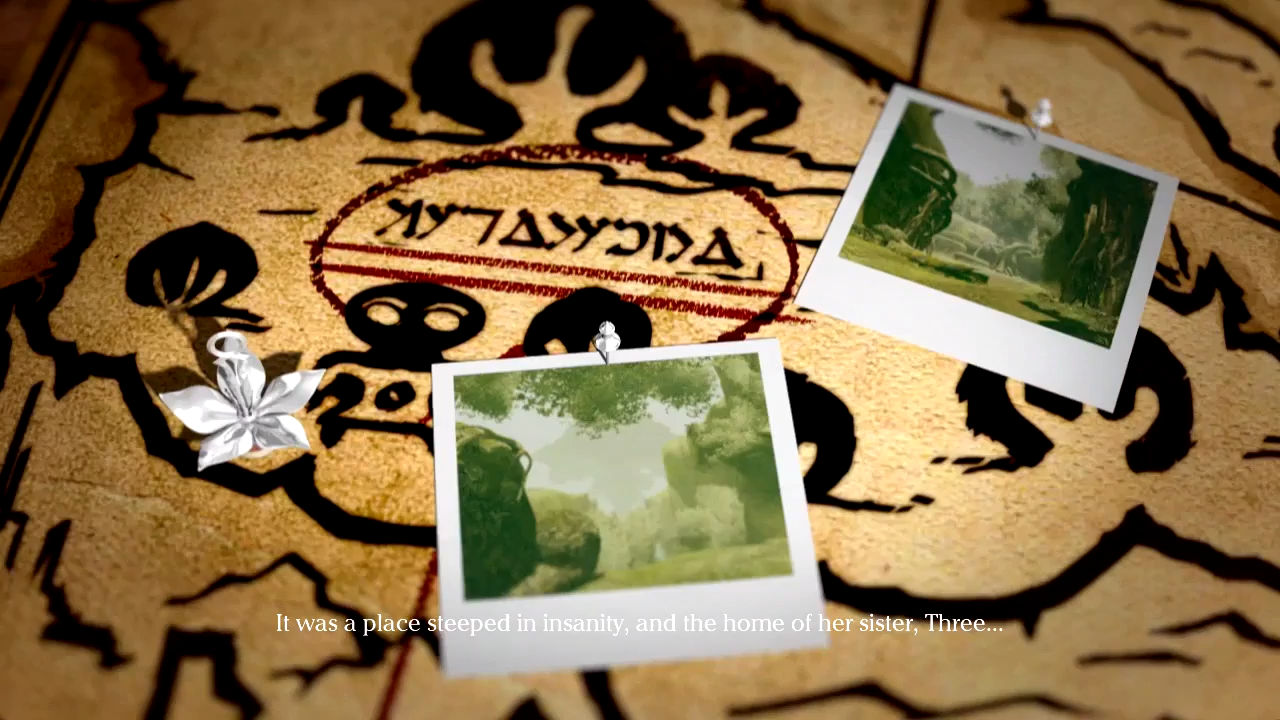 It was a place steeped in insanity, and the home of her sister, Three...